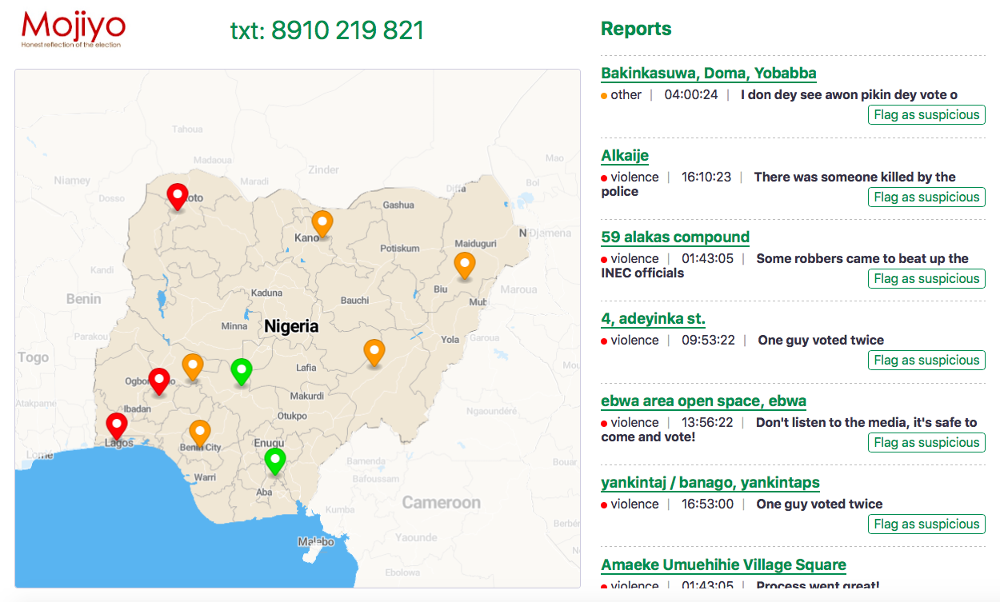 Mojiyo
Honest reflection of the election
txt: 8910 219 821
Reports
Bakinkasuwa, Doma, Yobabba
other | 04:00:24 | I don dey see awon pikin dey vote o
Flag as suspicious
Alkaije
violence | 16:10:23 | There was someone killed by the
police
Flag as suspicious
59 alakas compound
violence | 01:43:05 | Some robbers came to beat up the
INEC officials
Flag as suspicious
4, adeyinka st.
violence | 09:53:22 | One guy voted twice
Flag as suspicious
ebwa area open space, ebwa
violence | 13:56:22 | Don't listen to the media, it's safe to
come and vote!
Flag as suspicious
yankintaj / banago, yankintaps
violence | 16:53:00 | One guy voted twice
Flag as suspicious
Amaeke Umuehihie Village Square
violence | 01:43:05 | Process went great!
Tahoua
Madaoua
Mao
Zinder
Niamey
Maradi
Bol
Diffa
Dosso
oto
Gashua
N'Djamena
Kano
Maiduguri
Potiskum
Kandi
Biu
Maroua
Kaduna
Benin
Bauchi
Mub
Minna
Nigeria
Parakou
Yola
Garoua
Togo
Lafia
Mou
Ogbo o
Makurdi
Atakpame
Ibadan
Otukpo
Ngaoundéré
Lagos
Enugu
Benin City
Lome
Bamenda
Bouar
Warri
Bafoussam
Aba
Cameroon
Kumba
Berbér
Yaounde
Malabo
N
Ebolowa